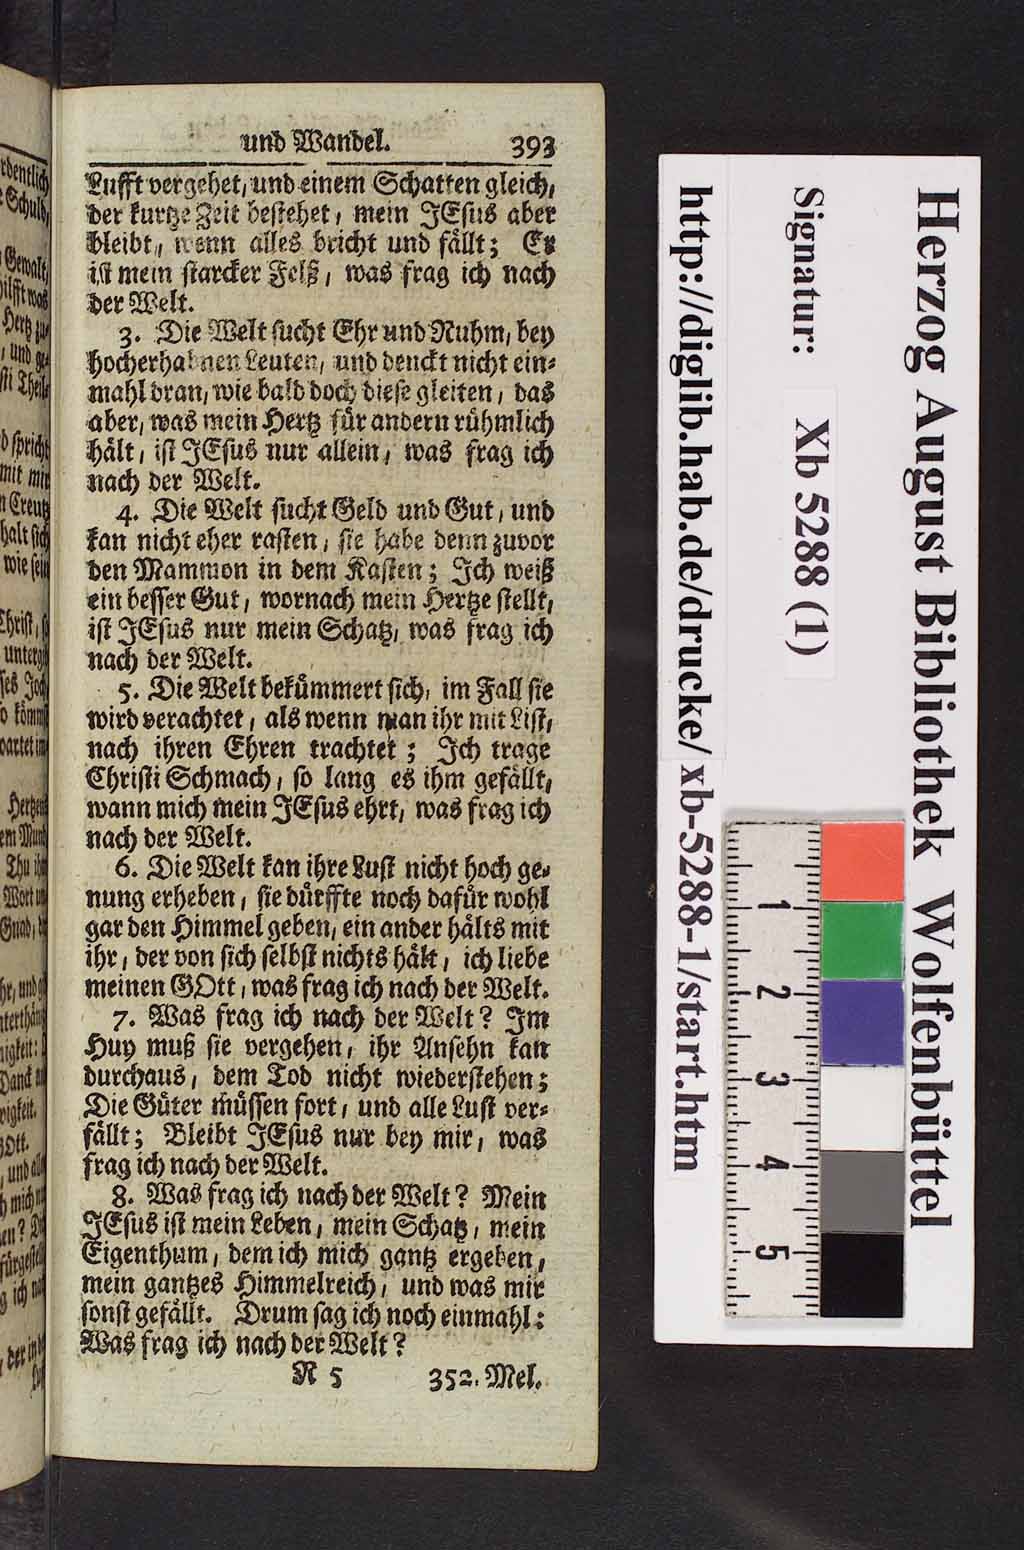 und Wandel. 393
Lufft vergehet, und einem Schatten gleich,
der kurtze Zeit bestehet, mein JEsus aber
bleibt, wenn alles bricht und fällt; Er
ist mein starcker Felß, was frag ich nach
der Welt.
3. Die Welt sucht Ehr und Ruhm, bey
hocherhabnen Leuten, und denckt nicht ein-
mahl dran, wie bald doch diese gleiten, das
aber, was mein Hertz für andern rühmlich
hält, ist JEsus nur allein, was frag ich
nach der Welt.
4. Die Welt sucht Geld und Gut, und
kan nicht eher rasten, sie habe denn zuvor
den Mammon in dem Kasten; Ich weiß
ein besser Gut, wornach mein Hertze stellt,
ist JEsus nur mein Schatz, was frag ich
nach der Welt.
5. Die Welt bekümmert sich, im Fall sie
wird verachtet, als wenn man ihr mit List,
nach ihren Ehren trachtet; Ich trage
Christi Schmach, so lang es ihm gefällt,
wann mich mein JEsus ehrt, was frag ich
nach der Welt.
6. Die Welt kan ihre Lust nicht hoch ge-
nung erheben, sie dürffte noch dafür wohl
gar den Himmel geben, ein ander hälts mit
ihr, der von sich selbst nichts hält, ich liebe
meinen GOtt, was frag ich nach der Welt.
7. Was frag ich nach der Welt? Im
Huy muß sie vergehen, ihr Ansehn kan
durchaus, dem Tod nicht wiederstehen;
Die Güter müssen fort, und alle Lust ver-
fällt; Bleibt JEsus nur bey mir, was
frag ich nach der Welt.
8. Was frag ich nach der Welt? Mein
JEsus ist mein Leben, mein Schatz, mein
Eigenthum, dem ich mich gantz ergeben,
mein gantzes Himmelreich, und was mir
sonst gefällt. Drum sag ich noch einmahl:
Was frag ich nach der Welt?
R 5 352. Mel.
Herzog August Bibliothek Wolfenbüttel
Signatur: Xb 5288 (1)
http://diglib.hab.de/drucke/xb-5288-1/start.htm
1
2
3
4
5